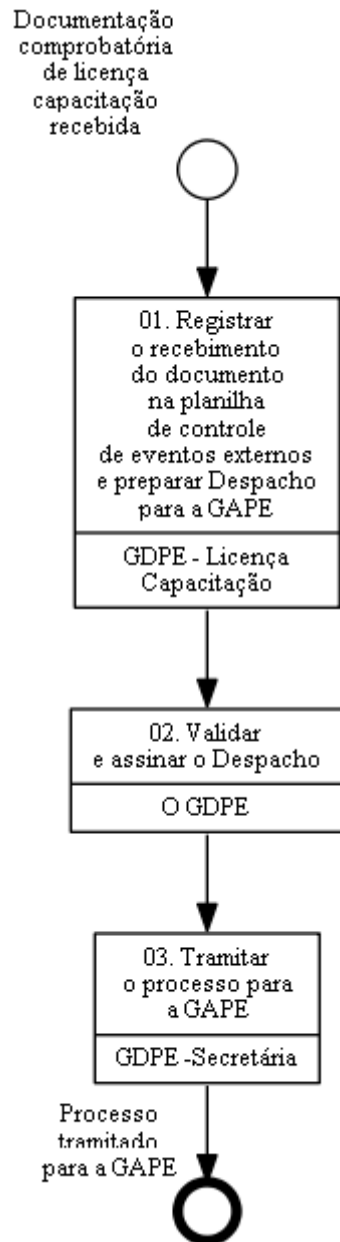 Documentação
comprobatória
de licença
capacitação
recebida
01. Registrar
o recebimento
do documento
na planilha
de controle
de eventos externos
e preparar Despacho
para a GAPE
GDPE - Licença
Capacitação
02. Validar
e assinar o Despacho
O GDPE
03. Tramitar
o processo para
a GAPE
GDPE -Secretária
Processo
tramitado
para a GAPE